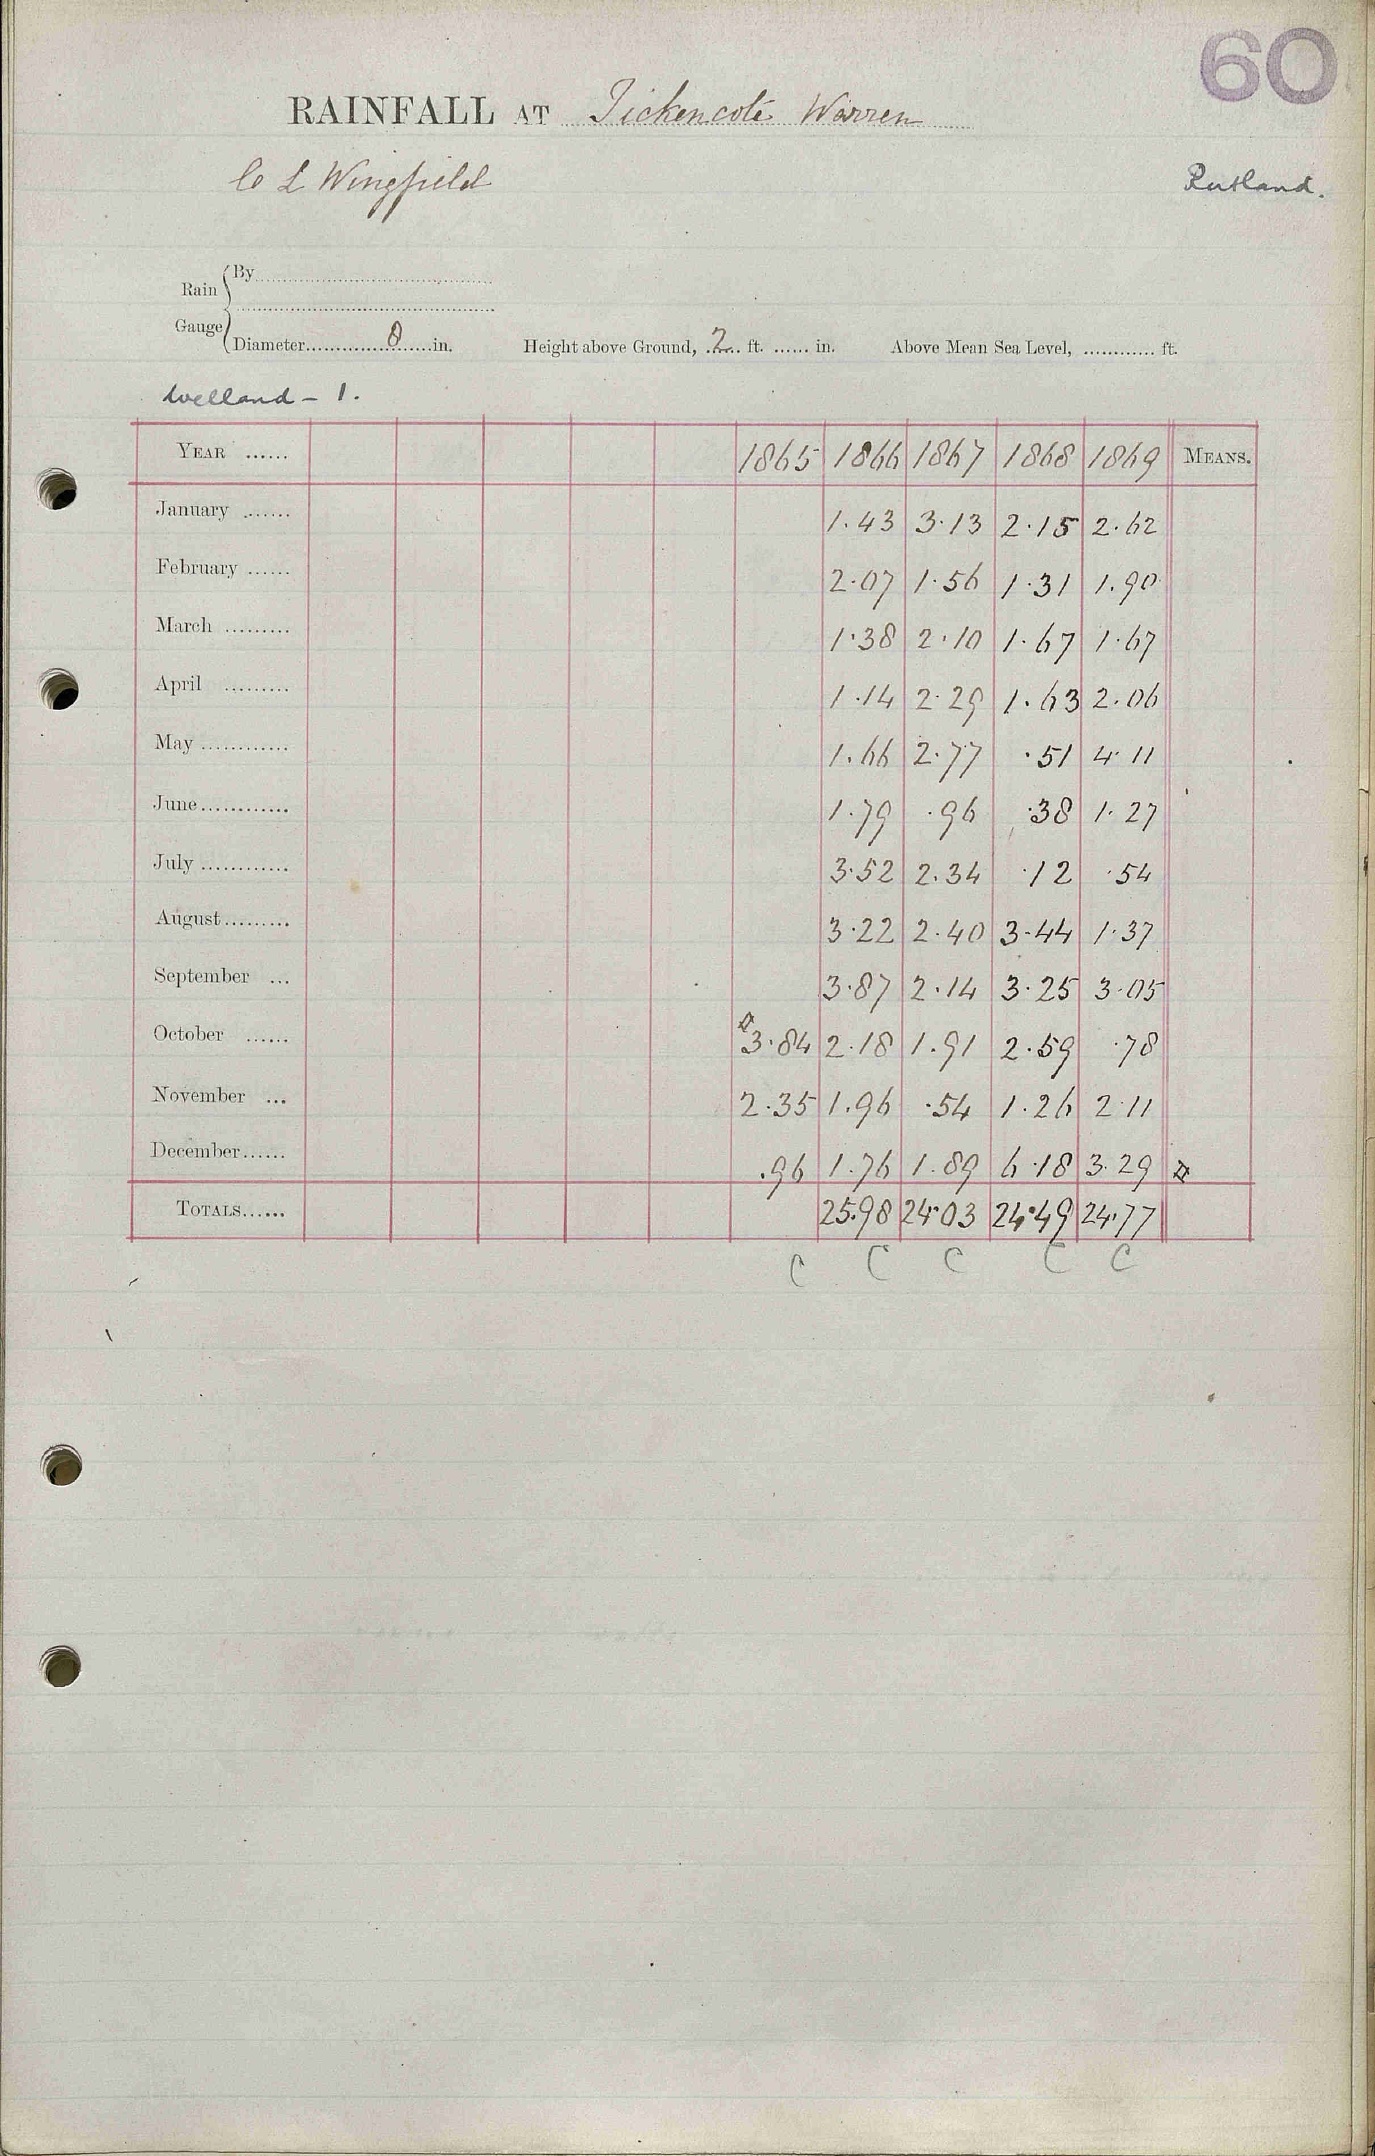 60
RAINFALL AT Tickencote Warren
C L Wingfield
Rutland.
Rain Gauge { By
Diameter 8 in. Height above Ground, 2 ft. in. Above Mean Sea Level, ft.
Welland - 1.
YEAR 1865 1866 1867 1868 1869 MEANS.
January 1.43 3.13 2.15 2.62
February 2.07 1.56 1.31 1.90
March 1.38 2.10 1.67 1.67
April 1.14 2.29 1.63 2.06
May 1.66 2.77 .51 4.11
June 1.79 .96 .38 1.27
July 3.52 2.34 .12 .54
August 3.22 2.40 3.44 1.37
September 3.87 2.14 3.25 3.05
October 3.84 2.18 1.91 2.59 .78
November 2.35 1.96 .54 1.26 2.11
December .96 1.76 1.89 6.18 3.29
TOTALS 25.98 24.03 24.49 24.77
C C C C C